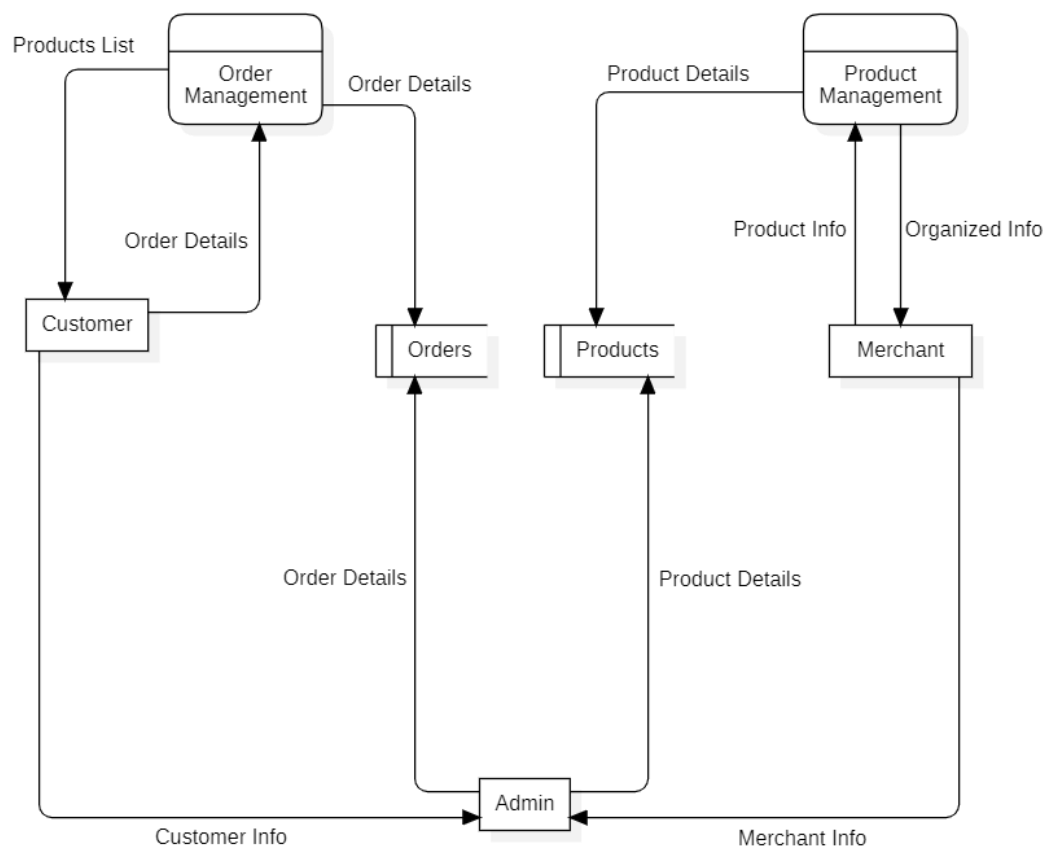 Products List
Order
Management
Order Details
Product Details
Product
Management
Order Details
Product Info
Organized Info
Customer
Orders
Products
Merchant
Order Details
Product Details
Admin
Customer Info
Merchant Info